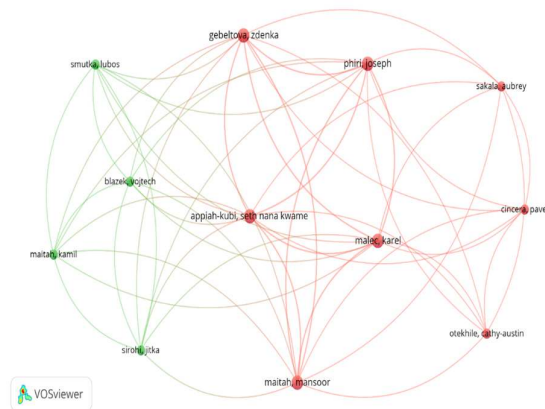 gebeltova, zdenka
smutka, lubos
phiri, joseph
sakala, aubrey
blazek, vojtech
appiah-kubi, seth nana kwame
cincera, pave
malec, karel
maitah, kamil
otekhile, cathy-austin
sirohi, jitka
maitah, mansoor
VOSviewer